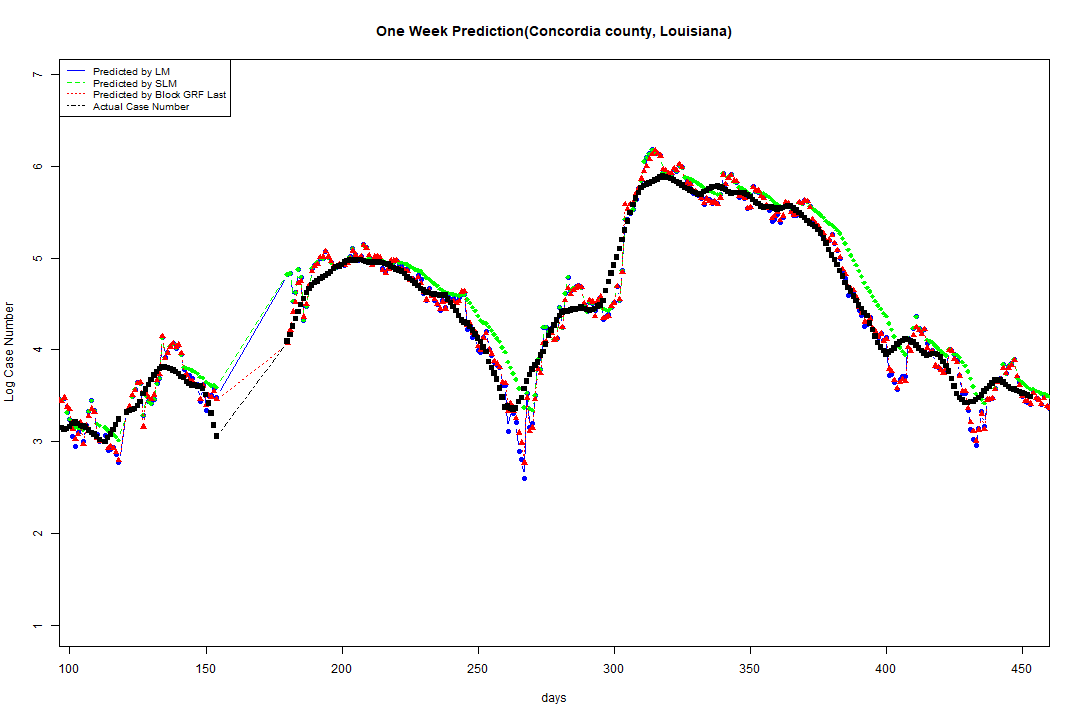 One Week Prediction(Concordia county, Louisiana)
Predicted by LM
Predicted by SLM
Predicted by Block GRF Last
Actual Case Number
Log Case Number
7
6
5
4
3
2
1
100 150 200 250 300 350 400 450
days